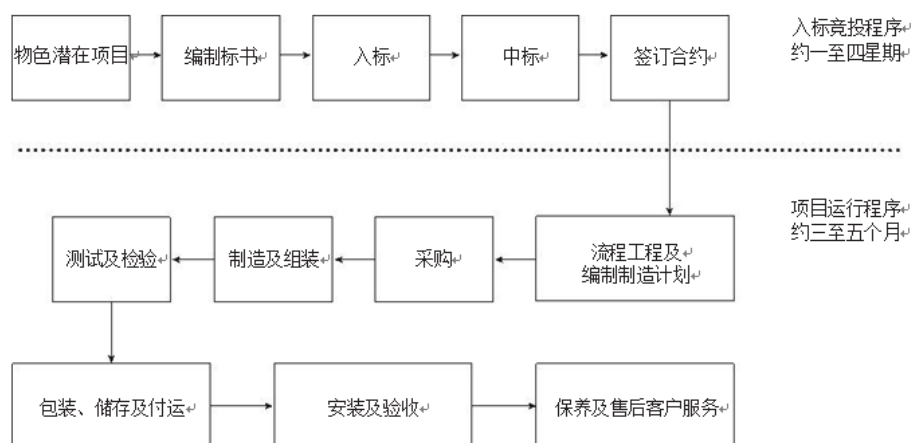 物色潜在项目
编制标书
入标
中标
签订合约
入标竞投程序
约一至四星期
项目运行程序
约三至五个月
测试及检验
制造及组装
采购
流程工程及
编制制造计划
包装、储存及付运
安装及验收
保养及售后客户服务